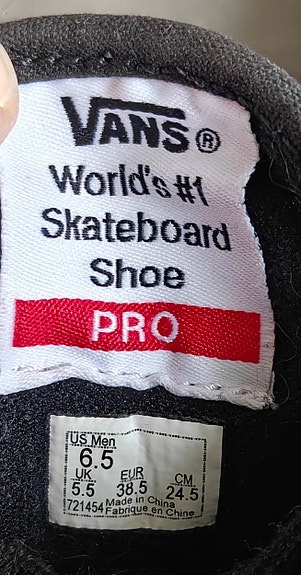 VANS®
World's #1
Skateboard
Shoe
PRO
US Men
6.5
UK EUR CM
5.5 38.5 24.5
721454 Made in China
Fabriqué en Chine